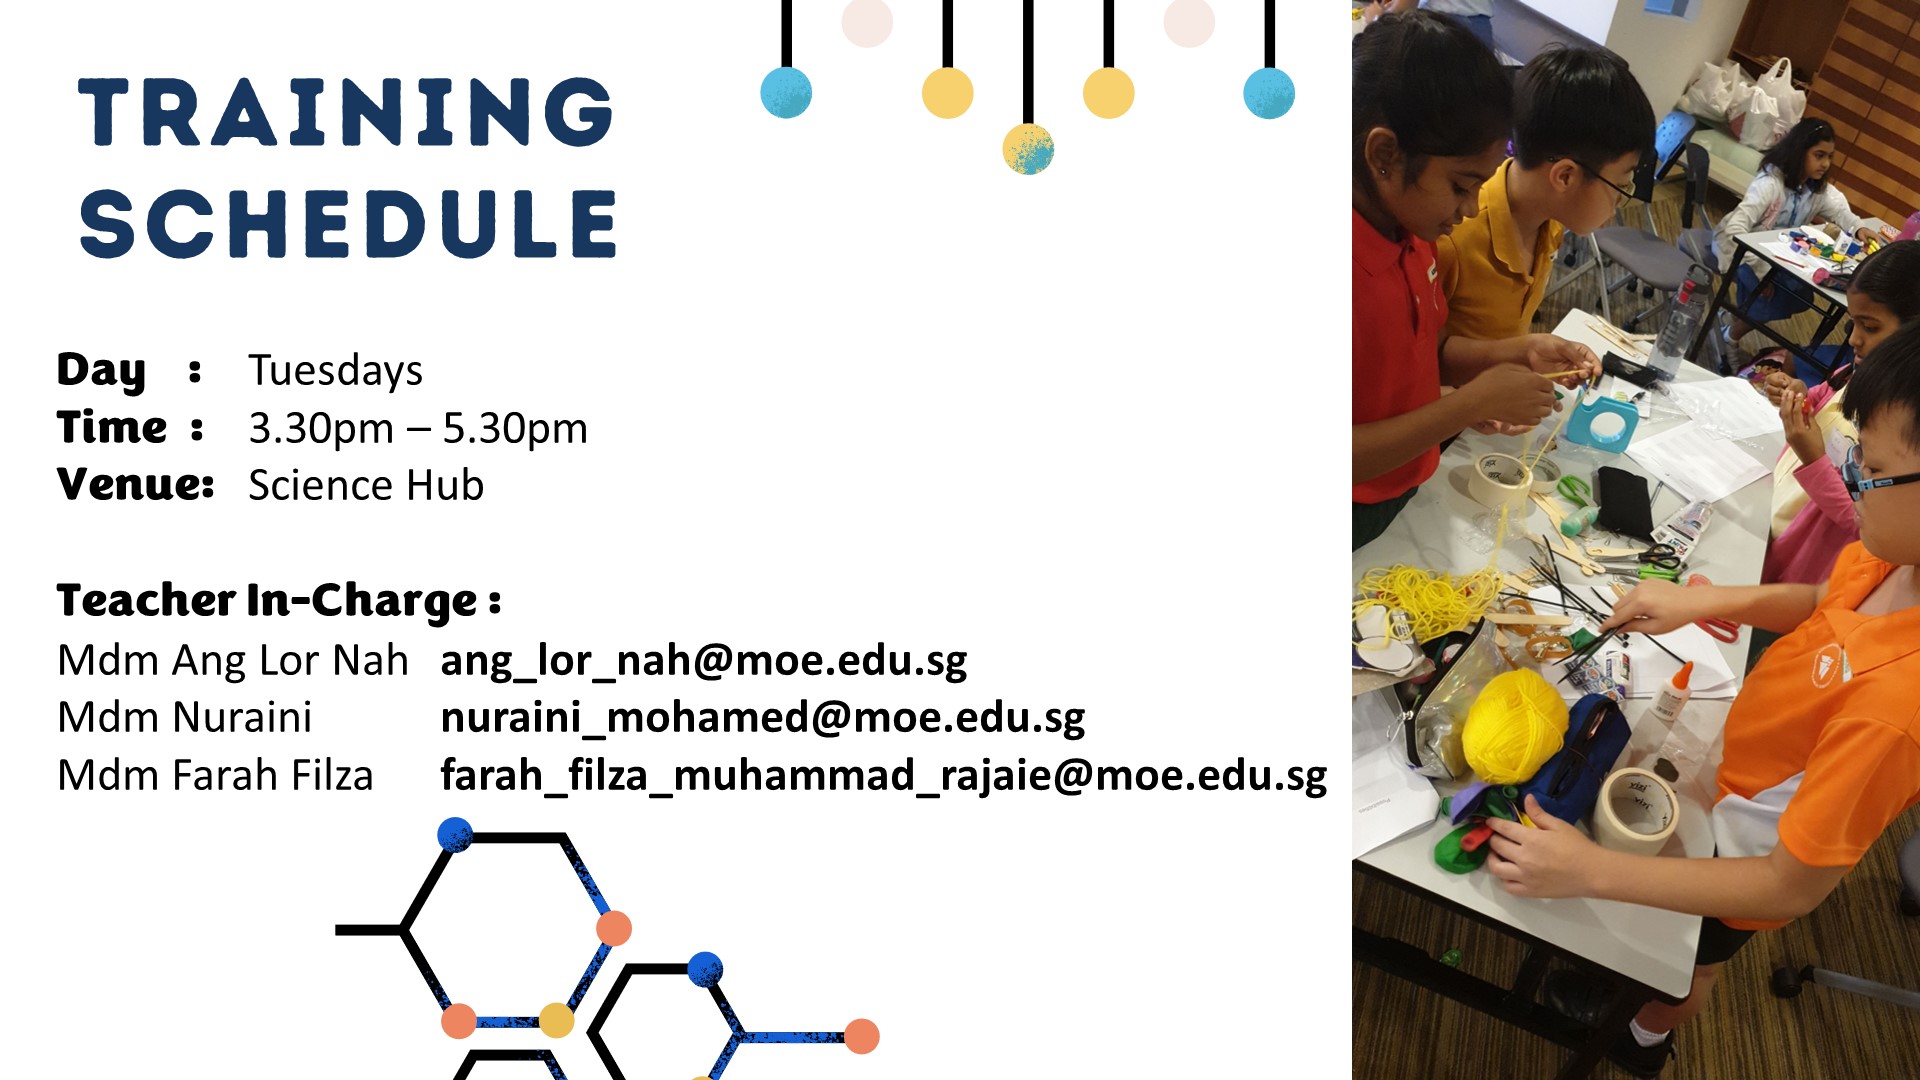 TRAINING
SCHEDULE
Day : Tuesdays
Time : 3.30pm – 5.30pm
Venue: Science Hub
Teacher In-Charge :
Mdm Ang Lor Nah ang_lor_nah@moe.edu.sg
Mdm Nuraini nuraini_mohamed@moe.edu.sg
Mdm Farah Filza farah_filza_muhammad_rajaie@moe.edu.sg